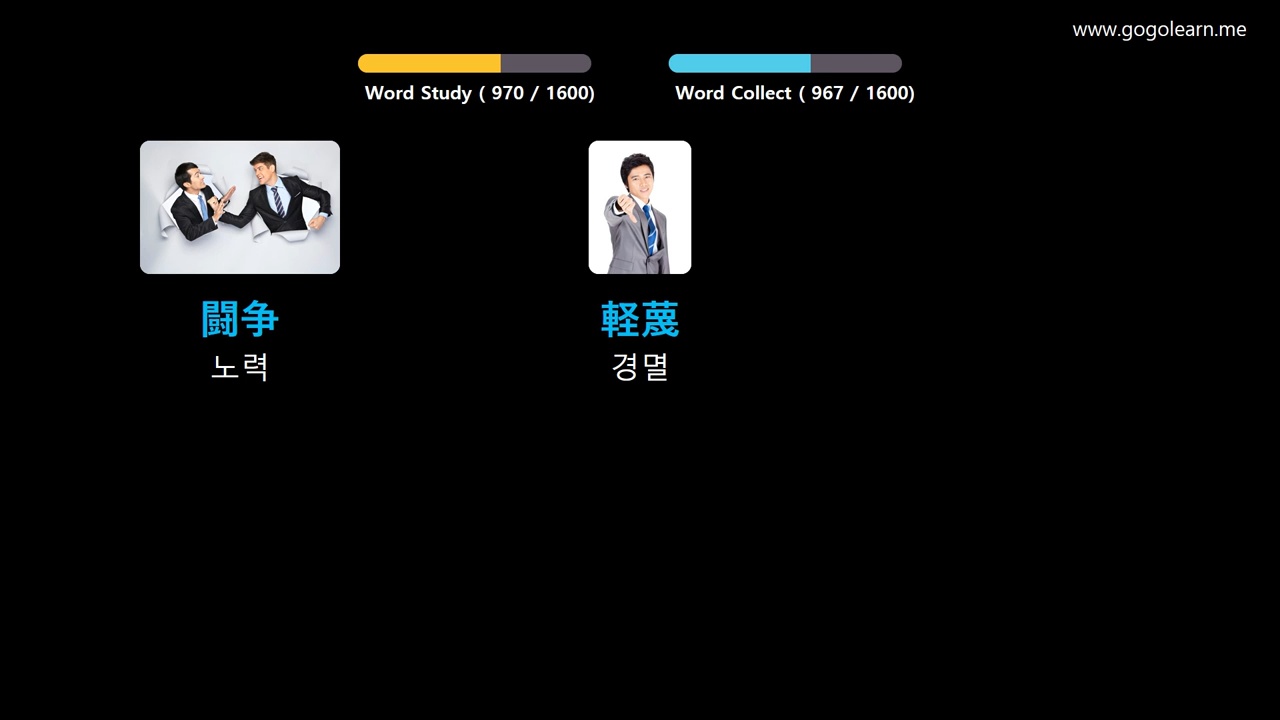 www.gogolearn.me
Word Study ( 970 / 1600)
Word Collect ( 967 / 1600)
闘争
노력
軽蔑
경멸